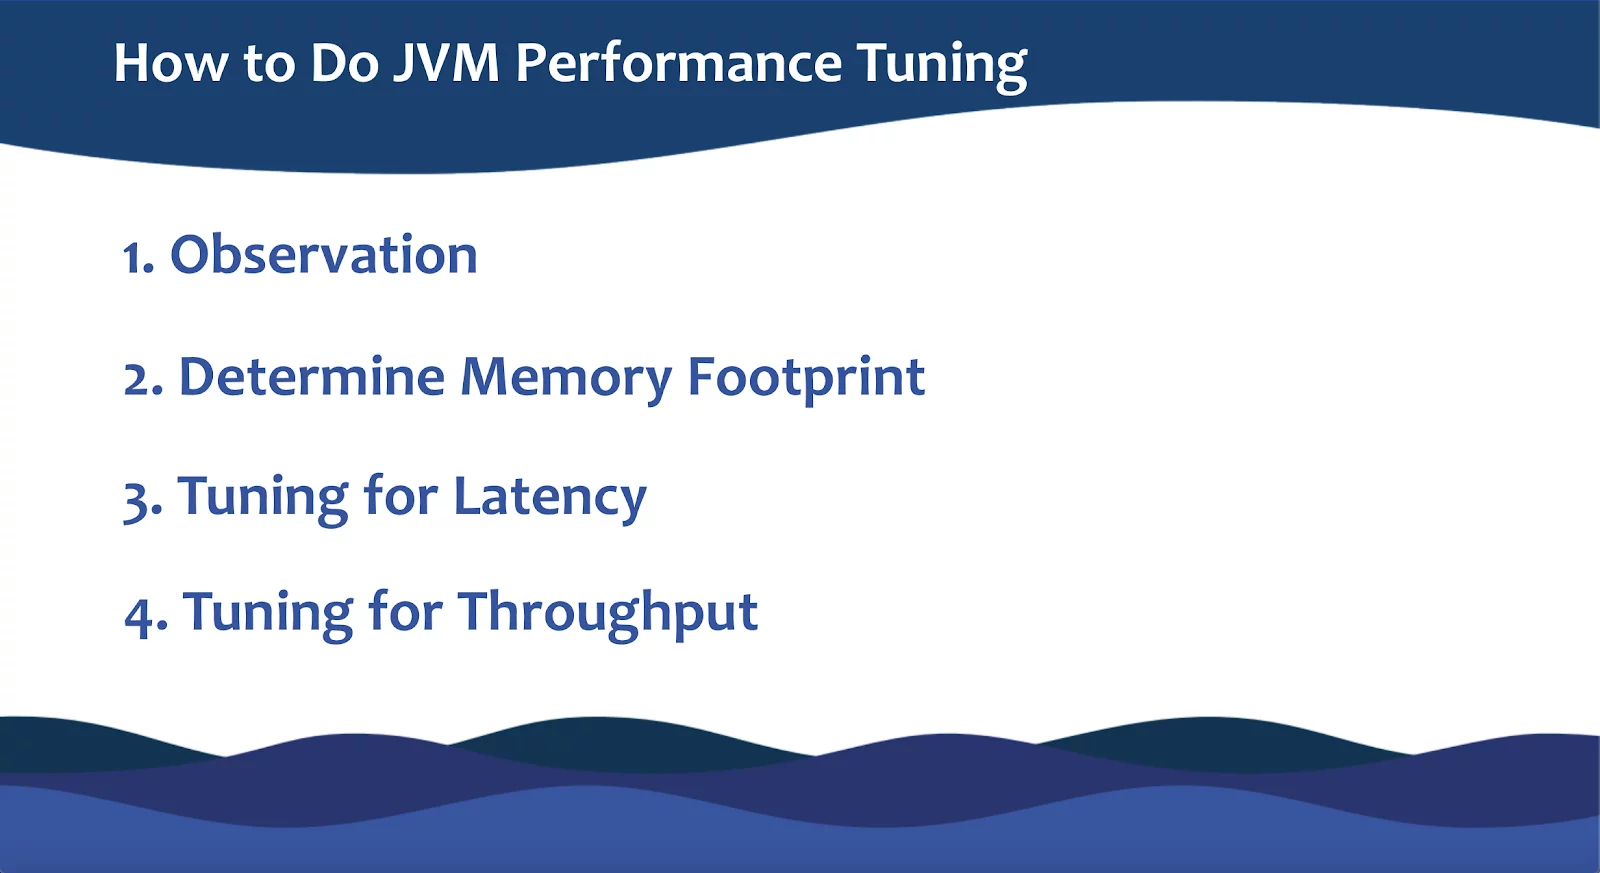 How to Do JVM Performance Tuning
1. Observation
2. Determine Memory Footprint
3. Tuning for Latency
4. Tuning for Throughput